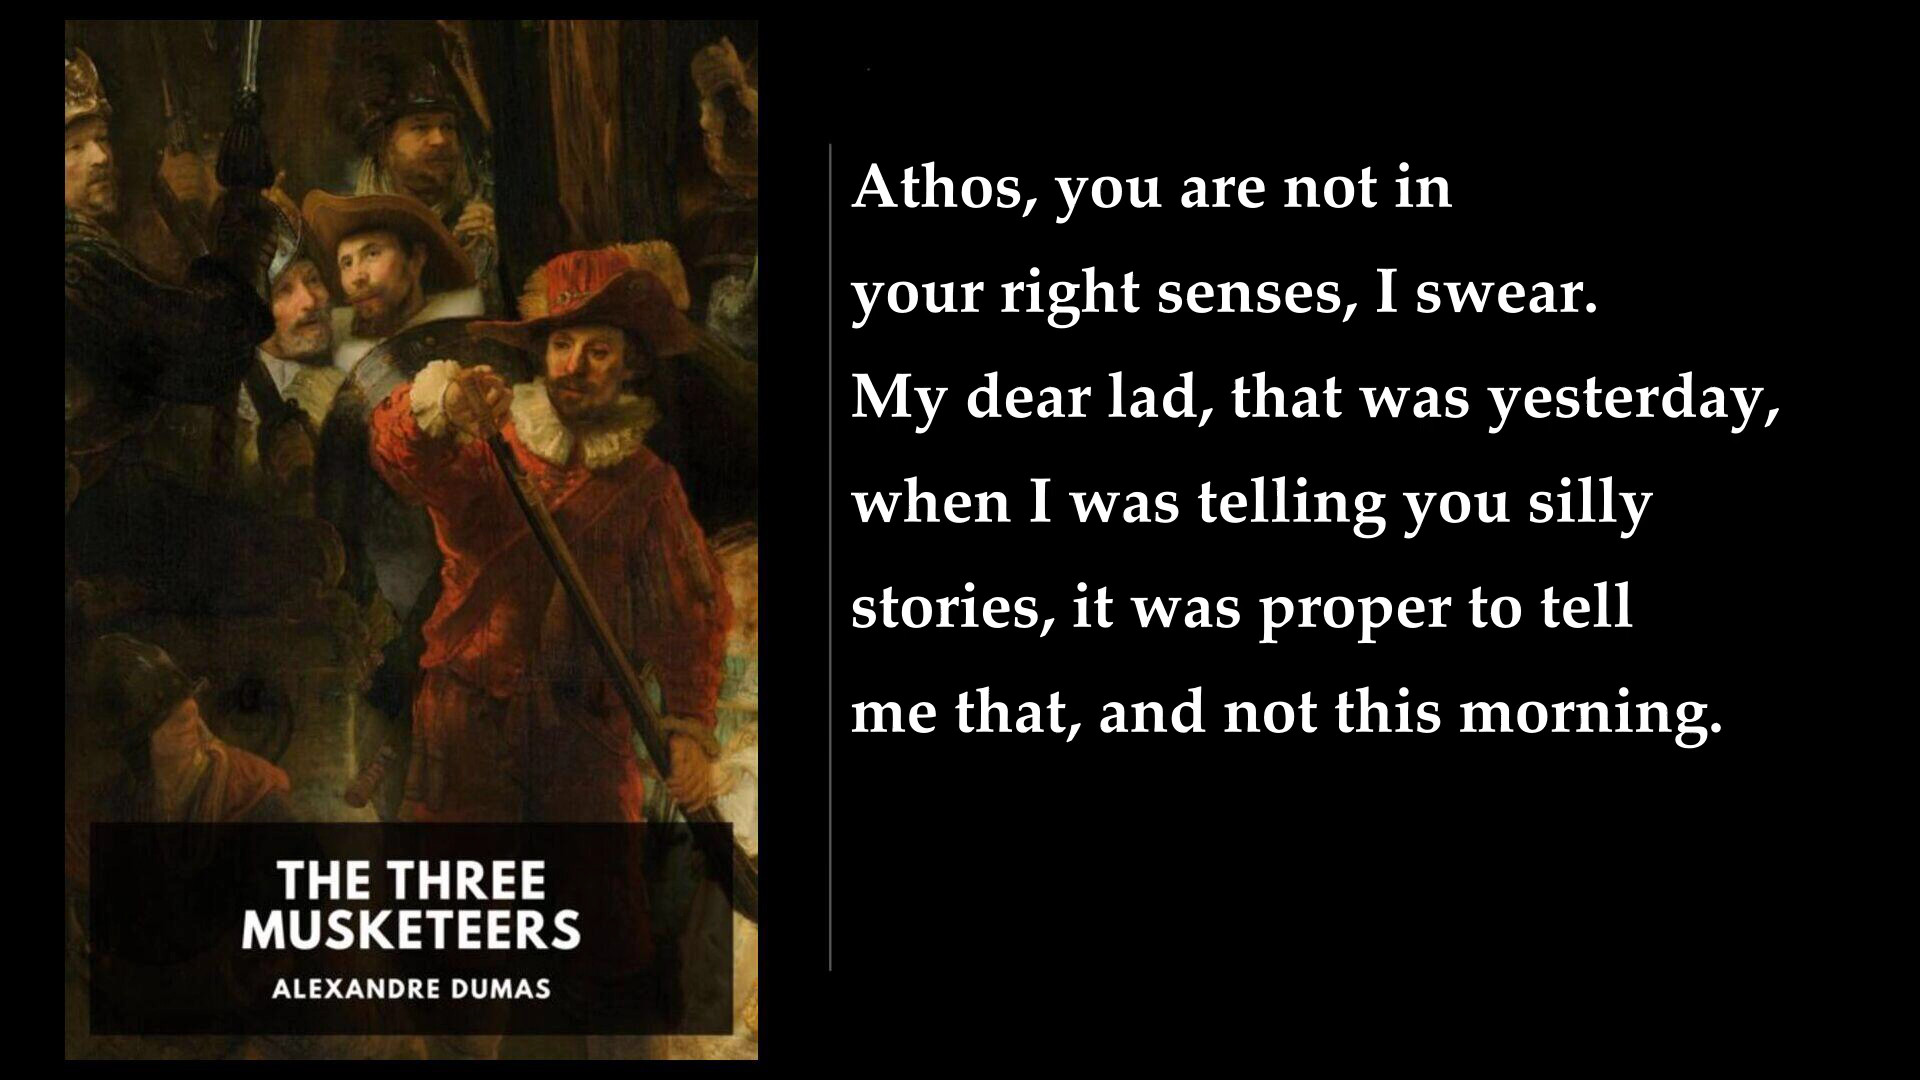 THE THREE
MUSKETEERS
ALEXANDRE DUMAS
Athos, you are not in
your right senses, I swear.
My dear lad, that was yesterday,
when I was telling you silly
stories, it was proper to tell
me that, and not this morning.